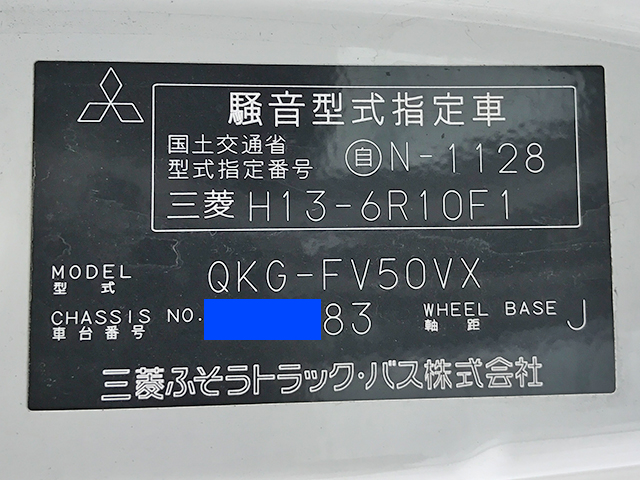 騒音型式指定車
国土交通省
型式指定番号 ㊀N-1128
三菱 H13-6R10F1
MODEL QKG-FV50VX
型式
CHASSIS NO. 83 WHEEL BASE J
車台番号 軸距
三菱ふそうトラック・バス株式会社